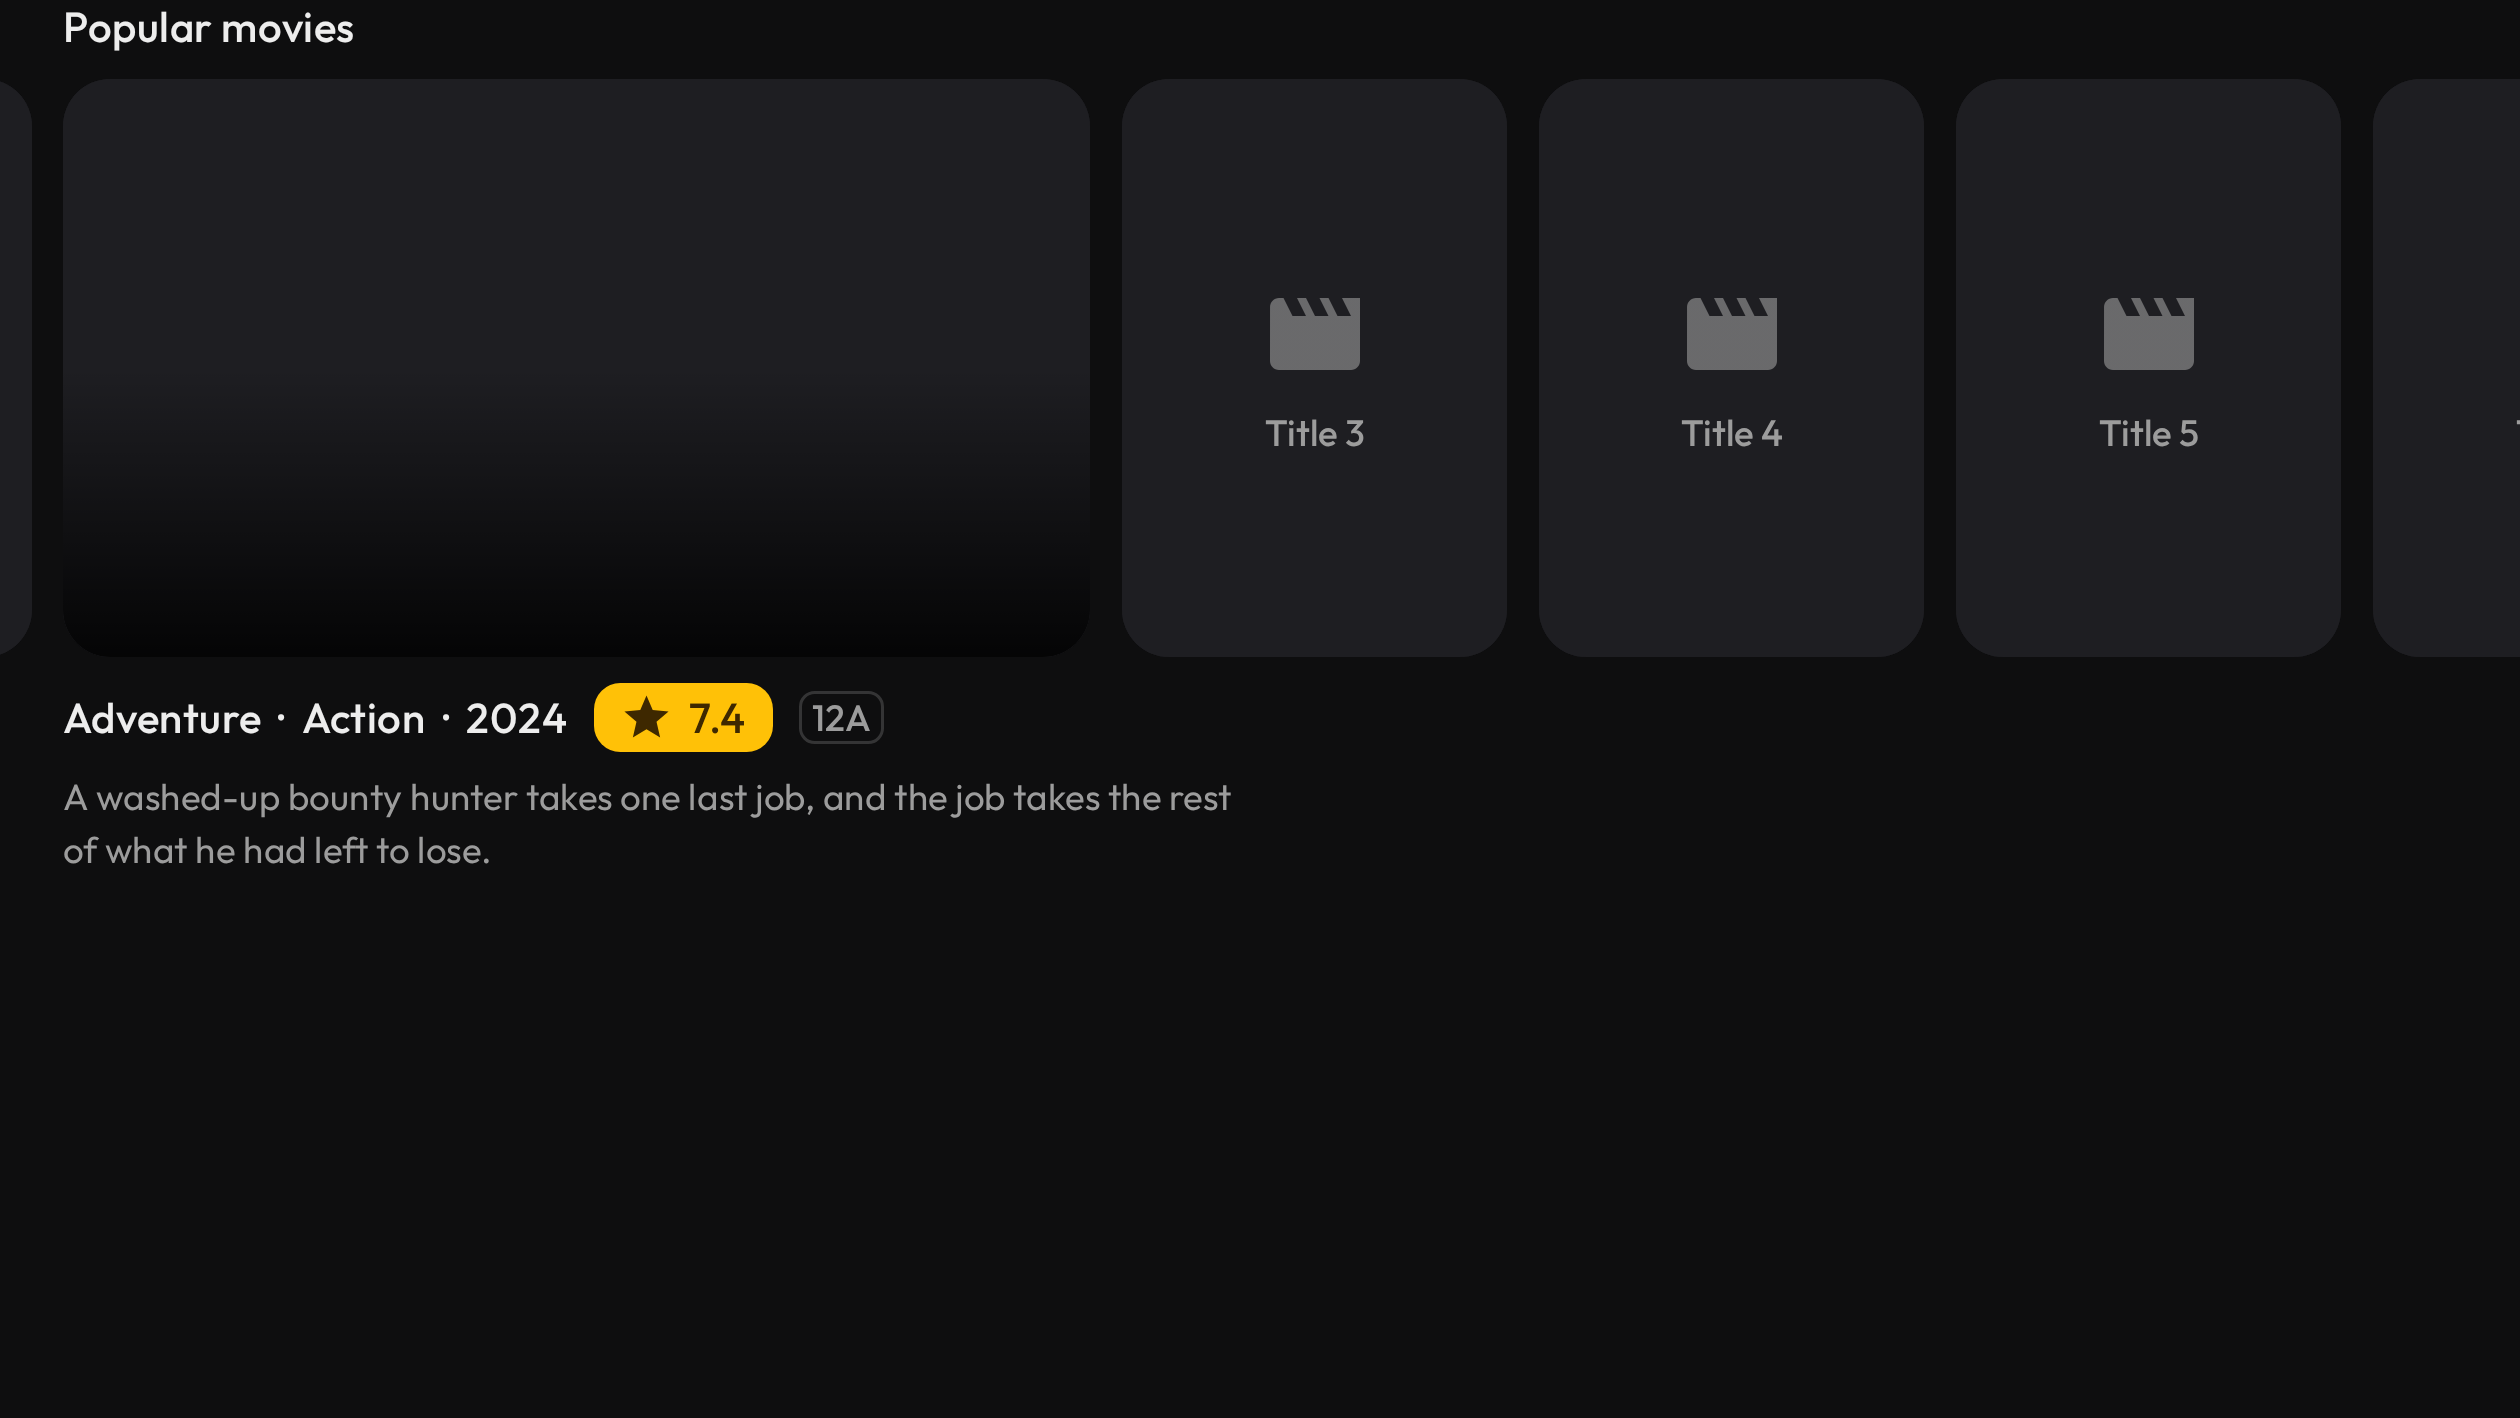 Popular movies
Title 3
Title 4
Title 5
Adventure · Action · 2024 7.4 12A
A washed-up bounty hunter takes one last job, and the job takes the rest
of what he had left to lose.